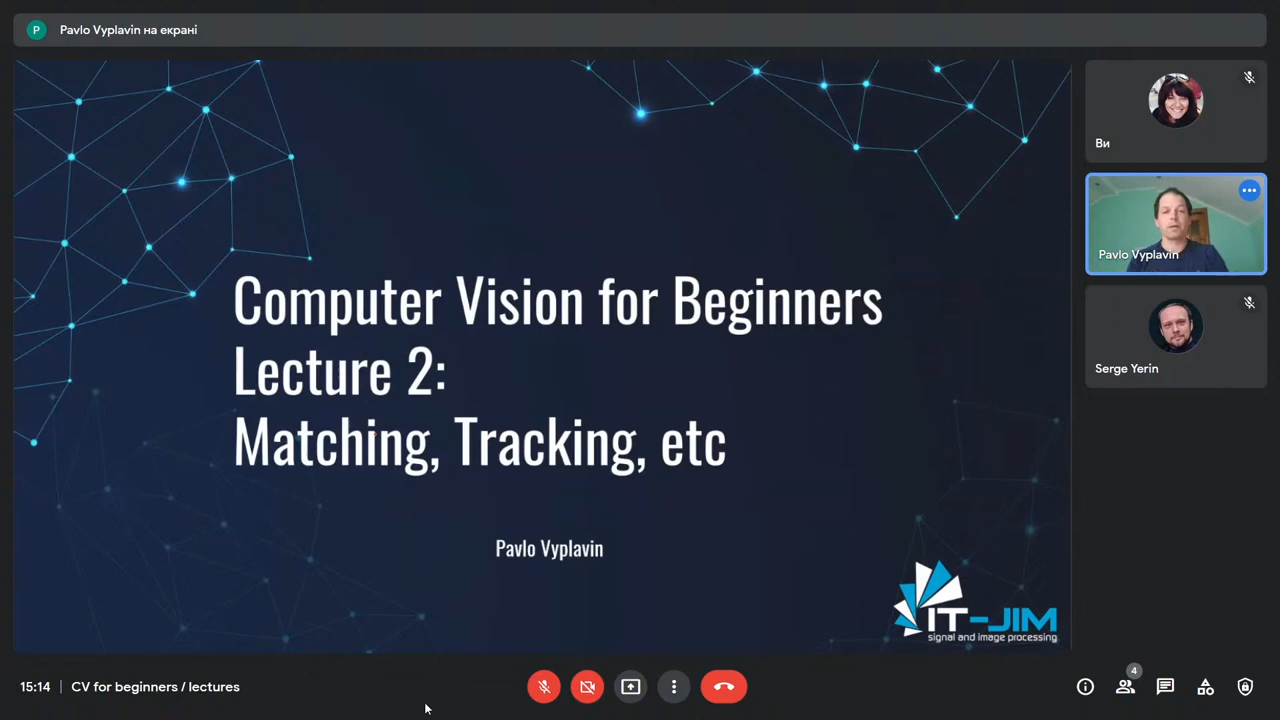 P
Pavlo Vyplavin на екрані
Ви
Pavlo Vyplavin
Serge Yerin
Computer Vision for Beginners
Lecture 2:
Matching, Tracking, etc
Pavlo Vyplavin
IT-JIM
signal and image processing
15:14 | CV for beginners / lectures
4